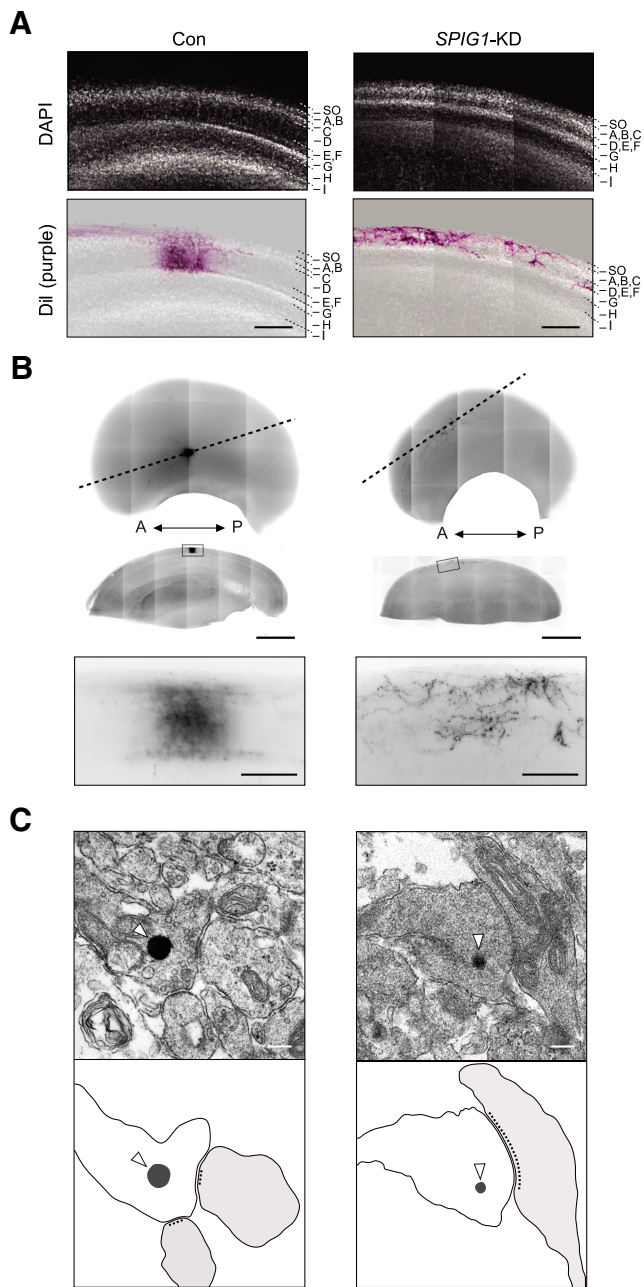 A
Con
SPIG1-KD
DAPI
SO
A,B
C
D
E,F
G
H
I
SO
A,B,C
D,E,F
G
H
I
DiI (purple)
SO
A,B
C
D
E,F
G
H
I
SO
A,B,C
D,E,F
G
H
I
B
A
P
A
P
C